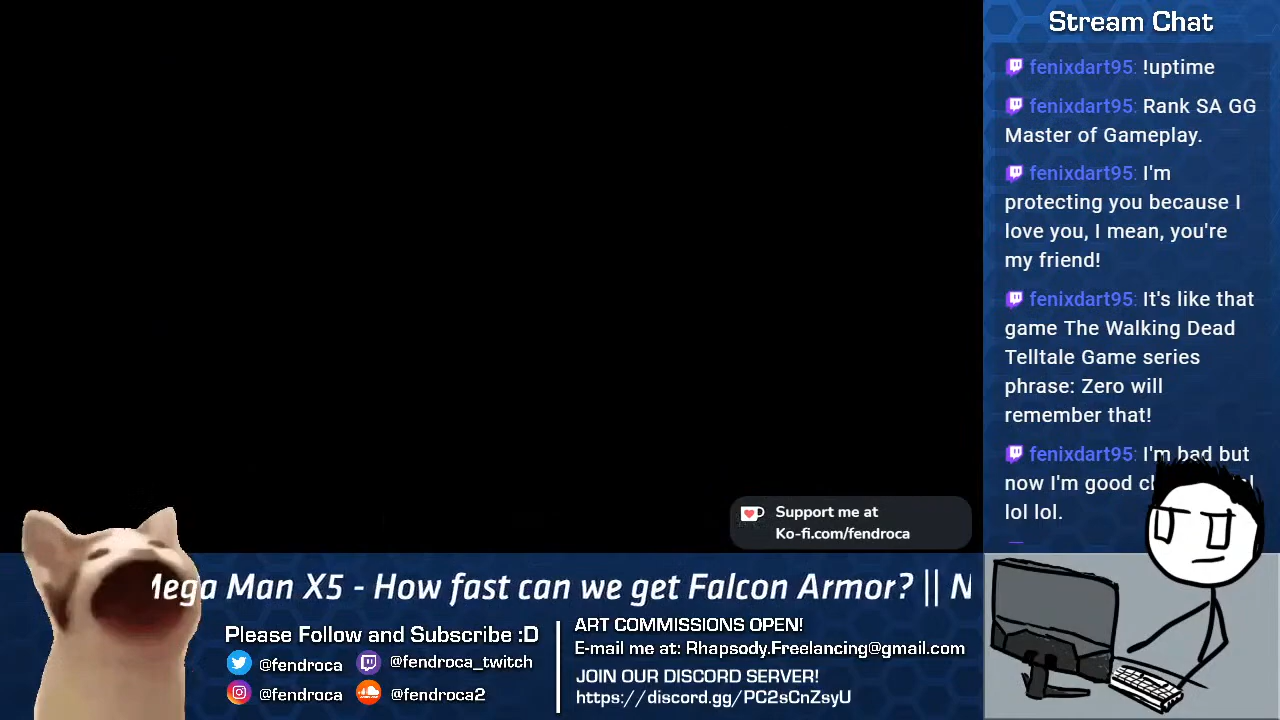 Stream Chat
fenixdart95: !uptime
fenixdart95: Rank SA GG
Master of Gameplay.
fenixdart95: I'm
protecting you because I
love you, I mean, you're
my friend!
fenixdart95: It's like that
game The Walking Dead
Telltale Game series
phrase: Zero will
remember that!
fenixdart95: I'm bad but
now I'm good
lol lol.
Support me at
Ko-fi.com/fendroca
Mega Man X5 - How fast can we get Falcon Armor? || N
Please Follow and Subscribe :D
@fendroca
@fendroca_twitch
@fendroca
@fendroca2
ART COMMISSIONS OPEN!
E-mail me at: Rhapsody.Freelancing@gmail.com
JOIN OUR DISCORD SERVER!
https://discord.gg/PC2sCnZsyU